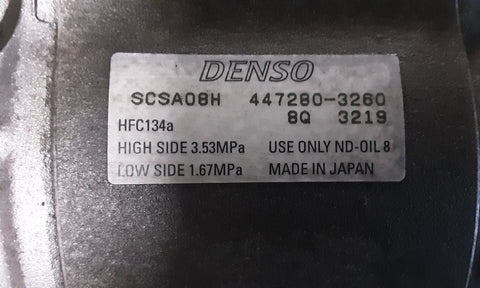 DENSO
SCSA08H 447280-3260
8Q 3219
HFC134a
HIGH SIDE 3.53MPa USE ONLY ND-OIL 8
LOW SIDE 1.67MPa MADE IN JAPAN